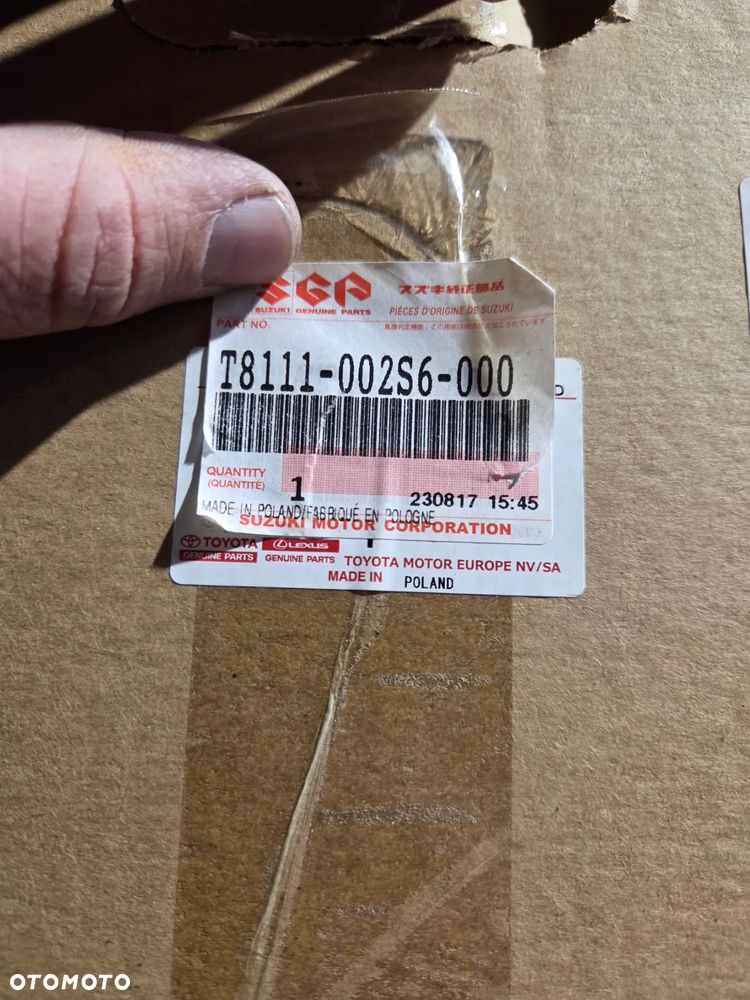 SGP スズキ純正部品
SUZUKI GENUINE PARTS PIÈCES D'ORIGINE DE SUZUKI
PART NO.
T8111-002S6-000
D
QUANTITY
(QUANTITÉ) 1 230817 15:45
MADE IN POLAND/FABRIQUÉ EN POLOGNE
SUZUKI MOTOR CORPORATION
TOYOTA LEXUS
GENUINE PARTS GENUINE PARTS TOYOTA MOTOR EUROPE NV/SA
MADE IN POLAND
OTOMOTO